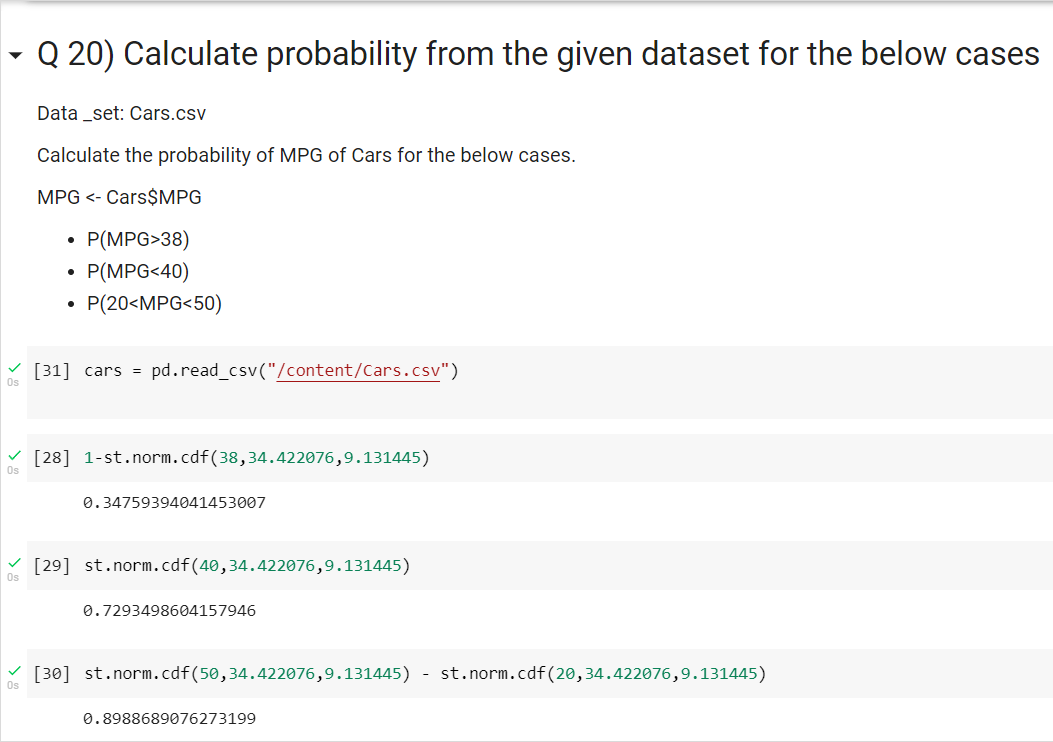 Q 20) Calculate probability from the given dataset for the below cases
Data _set: Cars.csv
Calculate the probability of MPG of Cars for the below cases.
MPG <- Cars$MPG
• P(MPG>38)
• P(MPG<40)
• P(20<MPG<50)
[31] cars = pd.read_csv("/content/Cars.csv")
0s
[28] 1-st.norm.cdf(38,34.422076,9.131445)
0s
0.34759394041453007
[29] st.norm.cdf(40,34.422076,9.131445)
0s
0.7293498604157946
[30] st.norm.cdf(50,34.422076,9.131445) - st.norm.cdf(20,34.422076,9.131445)
0s
0.8988689076273199